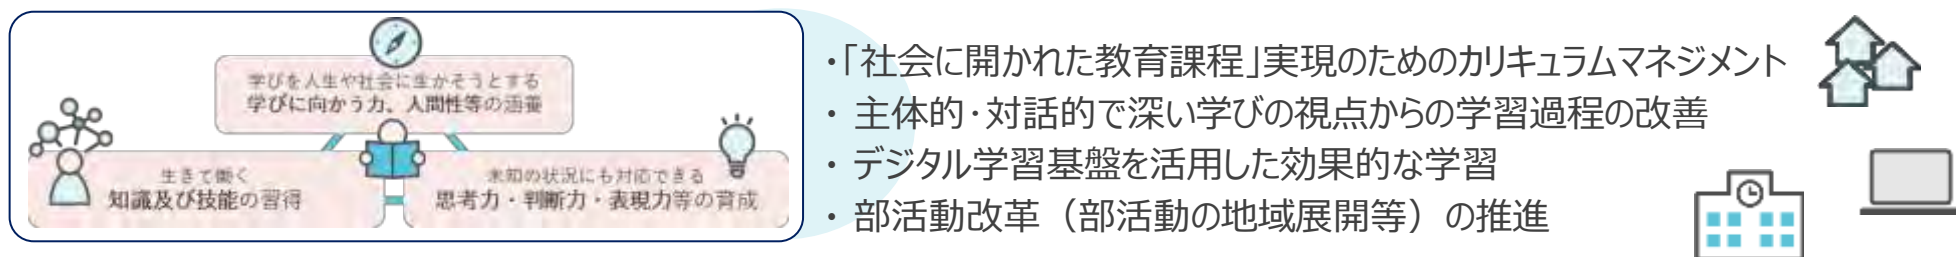 学びを人生や社会に生かそうとする
学びに向かう力、人間性等の涵養
生きて働く
知識及び技能の習得
未知の状況にも対応できる
思考力・判断力・表現力等の育成
・「社会に開かれた教育課程」実現のためのカリキュラムマネジメント
・ 主体的・対話的で深い学びの視点からの学習過程の改善
・ デジタル学習基盤を活用した効果的な学習
・ 部活動改革（部活動の地域展開等）の推進